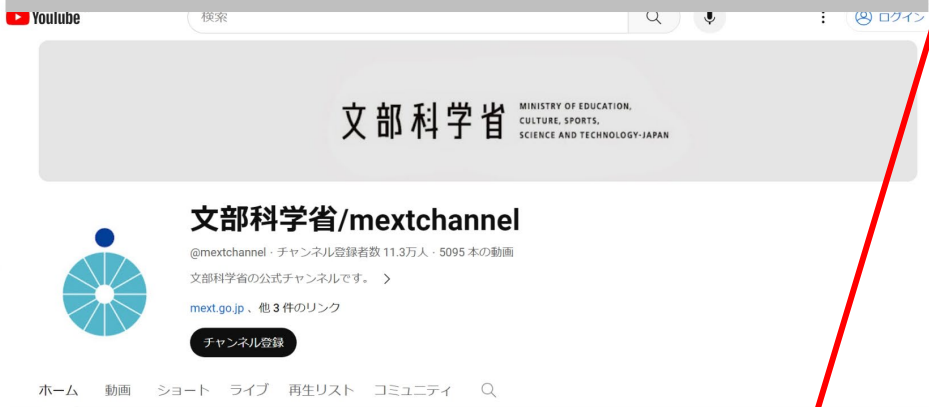 YouTube
検索
ログイン
文部科学省
MINISTRY OF EDUCATION,
CULTURE, SPORTS,
SCIENCE AND TECHNOLOGY-JAPAN
文部科学省/mextchannel
@mextchannel · チャンネル登録者数 11.3万人 · 5095 本の動画
文部科学省の公式チャンネルです。
mext.go.jp 、他 3 件のリンク
チャンネル登録
ホーム 動画 ショート ライブ 再生リスト コミュニティ